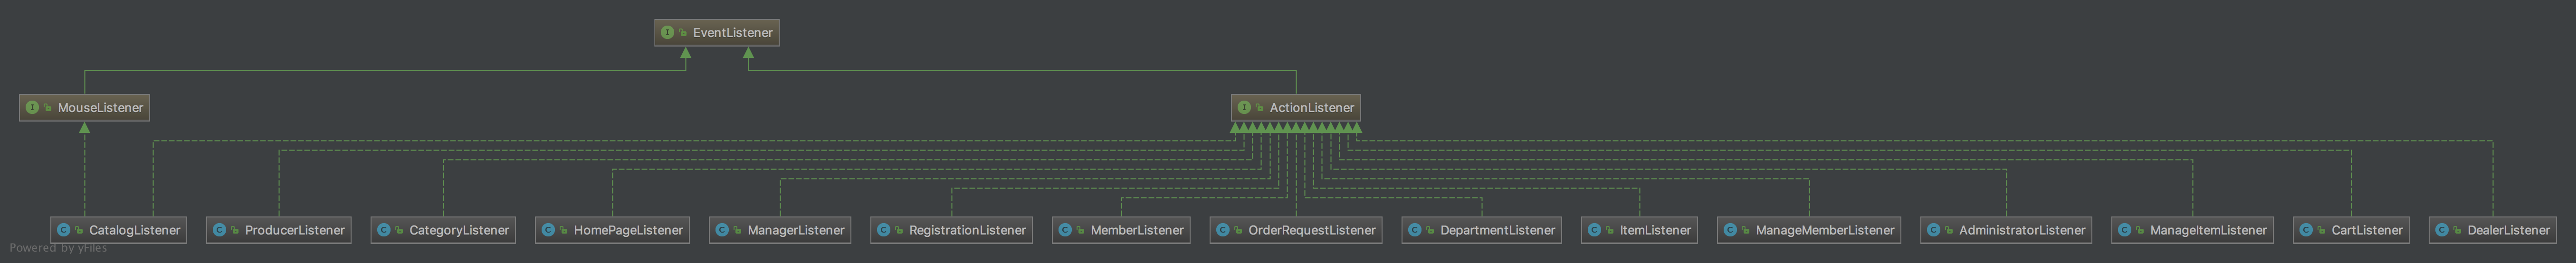 EventListener
MouseListener
ActionListener
CatalogListener
ProducerListener
CategoryListener
HomePageListener
ManagerListener
RegistrationListener
MemberListener
OrderRequestListener
DepartmentListener
ItemListener
ManageMemberListener
AdministratorListener
ManageItemListener
CartListener
DealerListener
Powered by yFiles